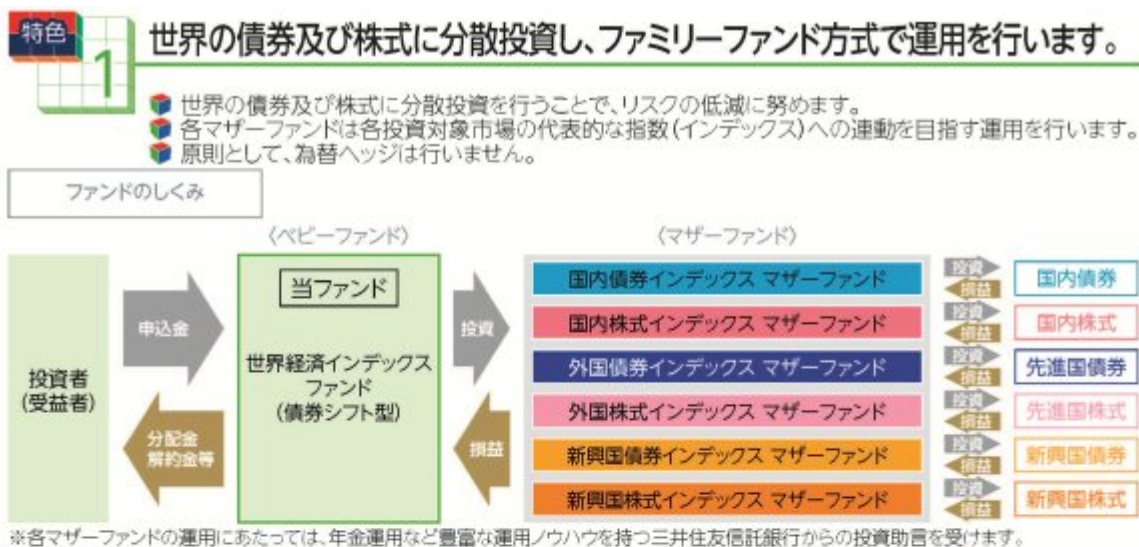 特色
1
世界の債券及び株式に分散投資し、ファミリーファンド方式で運用を行います。
世界の債券及び株式に分散投資を行うことで、リスクの低減に努めます。
各マザーファンドは各投資対象市場の代表的な指数(インデックス)への連動を目指す運用を行います。
原則として、為替ヘッジは行いません。
ファンドのしくみ
〈ベビーファンド〉
〈マザーファンド〉
投資者
(受益者)
申込金
分配金
解約金等
当ファンド
世界経済インデックス
ファンド
(債券シフト型)
投資
損益
国内債券インデックス マザーファンド
投資
損益
国内債券
国内株式インデックス マザーファンド
投資
損益
国内株式
外国債券インデックス マザーファンド
投資
損益
先進国債券
外国株式インデックス マザーファンド
投資
損益
先進国株式
新興国債券インデックス マザーファンド
投資
損益
新興国債券
新興国株式インデックス マザーファンド
投資
損益
新興国株式
※各マザーファンドの運用にあたっては、年金運用など豊富な運用ノウハウを持つ三井住友信託銀行からの投資助言を受けます。